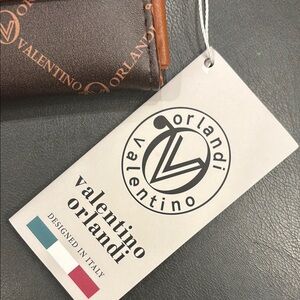 VALENTINO ORLANDI
orlandi
valentino
valentino
orlandi
DESIGNED IN ITALY